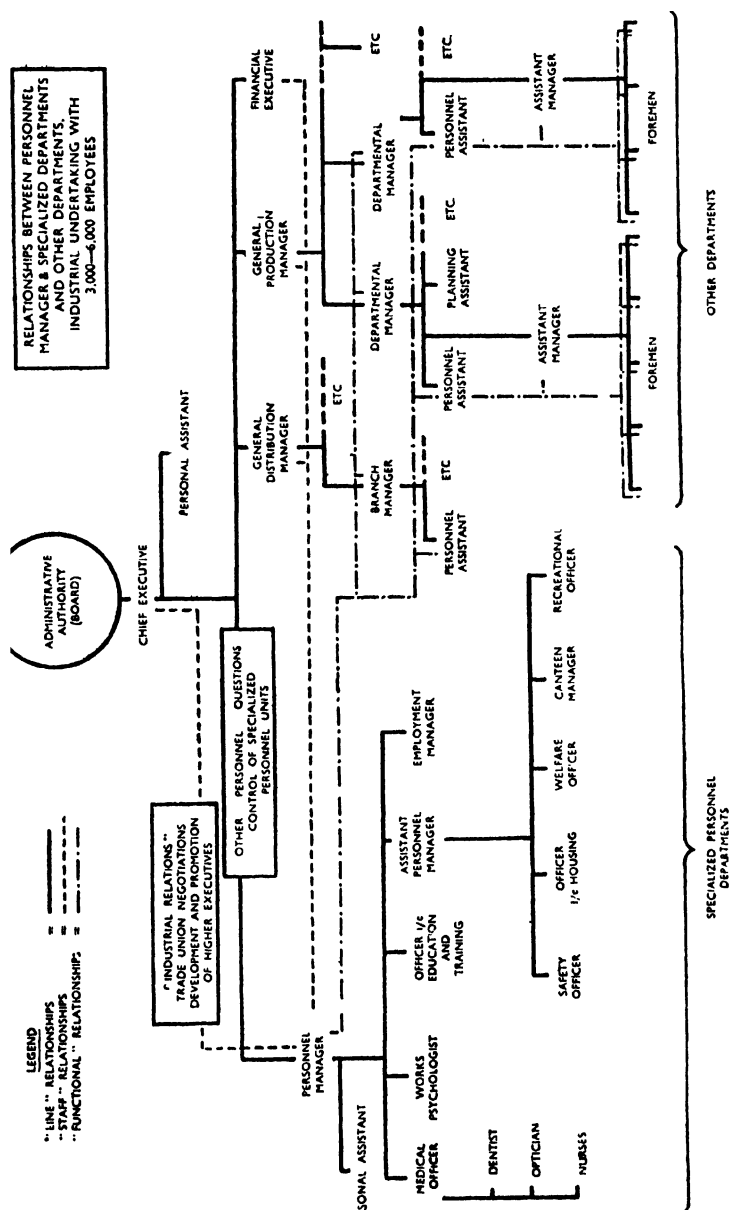 RELATIONSHIPS BETWEEN PERSONNEL
MANAGER & SPECIALIZED DEPARTMENTS
AND OTHER DEPARTMENTS.
INDUSTRIAL UNDERTAKING WITH
3,000—6,000 EMPLOYEES
LEGEND
"LINE" RELATIONSHIPS =
"STAFF" RELATIONSHIPS =
"FUNCTIONAL" RELATIONSHIPS =
ADMINISTRATIVE
AUTHORITY
(BOARD)
CHIEF EXECUTIVE
PERSONAL ASSISTANT
"INDUSTRIAL RELATIONS"
TRADE UNION NEGOTIATIONS
DEVELOPMENT AND PROMOTION
OF HIGHER EXECUTIVES
OTHER PERSONNEL QUESTIONS
CONTROL OF SPECIALIZED
PERSONNEL UNITS
PERSONNEL
MANAGER
GENERAL
DISTRIBUTION
MANAGER
GENERAL
PRODUCTION
MANAGER
FINANCIAL
EXECUTIVE
SONAL ASSISTANT
ETC
ETC
BRANCH
MANAGER
DEPARTMENTAL
MANAGER
DEPARTMENTAL
MANAGER
MEDICAL
OFFICER
WORKS
PSYCHOLOGIST
OFFICER i/c
EDUCATION
AND
TRAINING
ASSISTANT
PERSONNEL
MANAGER
EMPLOYMENT
MANAGER
PERSONNEL
ASSISTANT
ETC
PERSONNEL
ASSISTANT
PLANNING
ASSISTANT
ETC.
PERSONNEL
ASSISTANT
ETC.
DENTIST
OPTICIAN
NURSES
ASSISTANT
MANAGER
ASSISTANT
MANAGER
SAFETY
OFFICER
OFFICER
i/c HOUSING
WELFARE
OFFICER
CANTEEN
MANAGER
RECREATIONAL
OFFICER
FOREMEN
FOREMEN
SPECIALIZED PERSONNEL
DEPARTMENTS
OTHER DEPARTMENTS